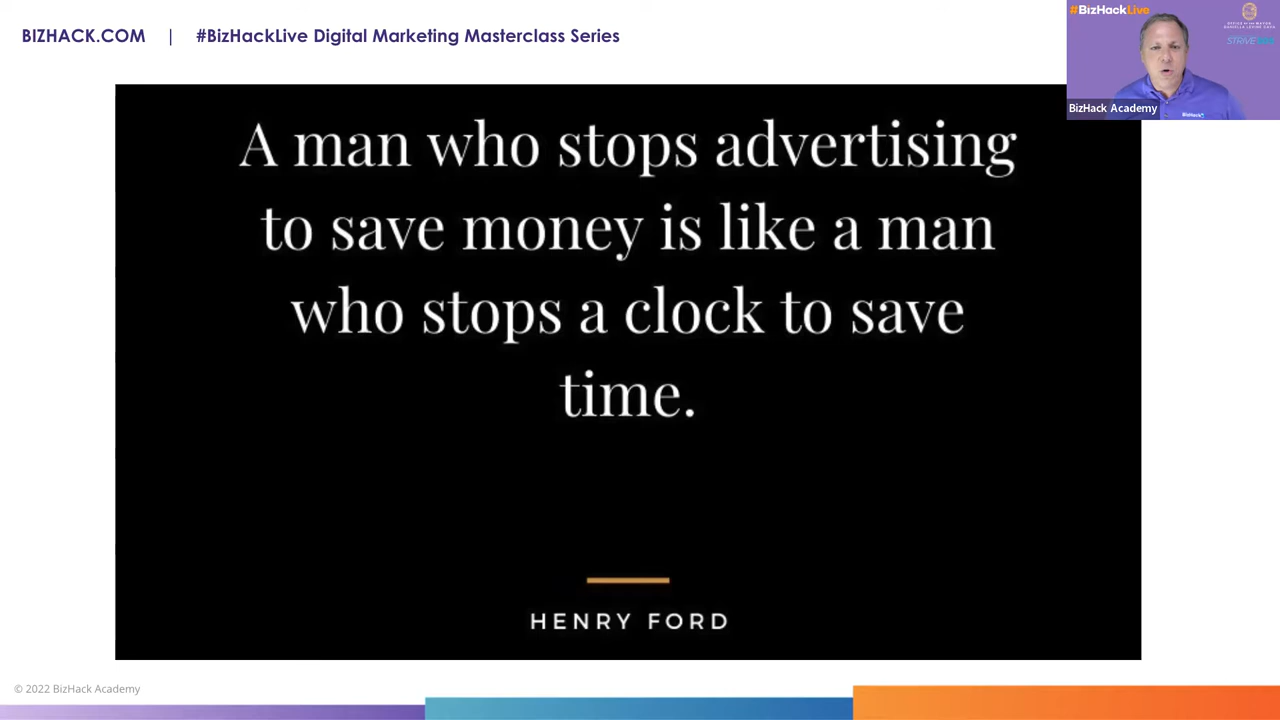 BIZHACK.COM | #BizHackLive Digital Marketing Masterclass Series
#BizHackLive
BizHack Academy
A man who stops advertising
to save money is like a man
who stops a clock to save
time.
HENRY FORD
© 2022 BizHack Academy